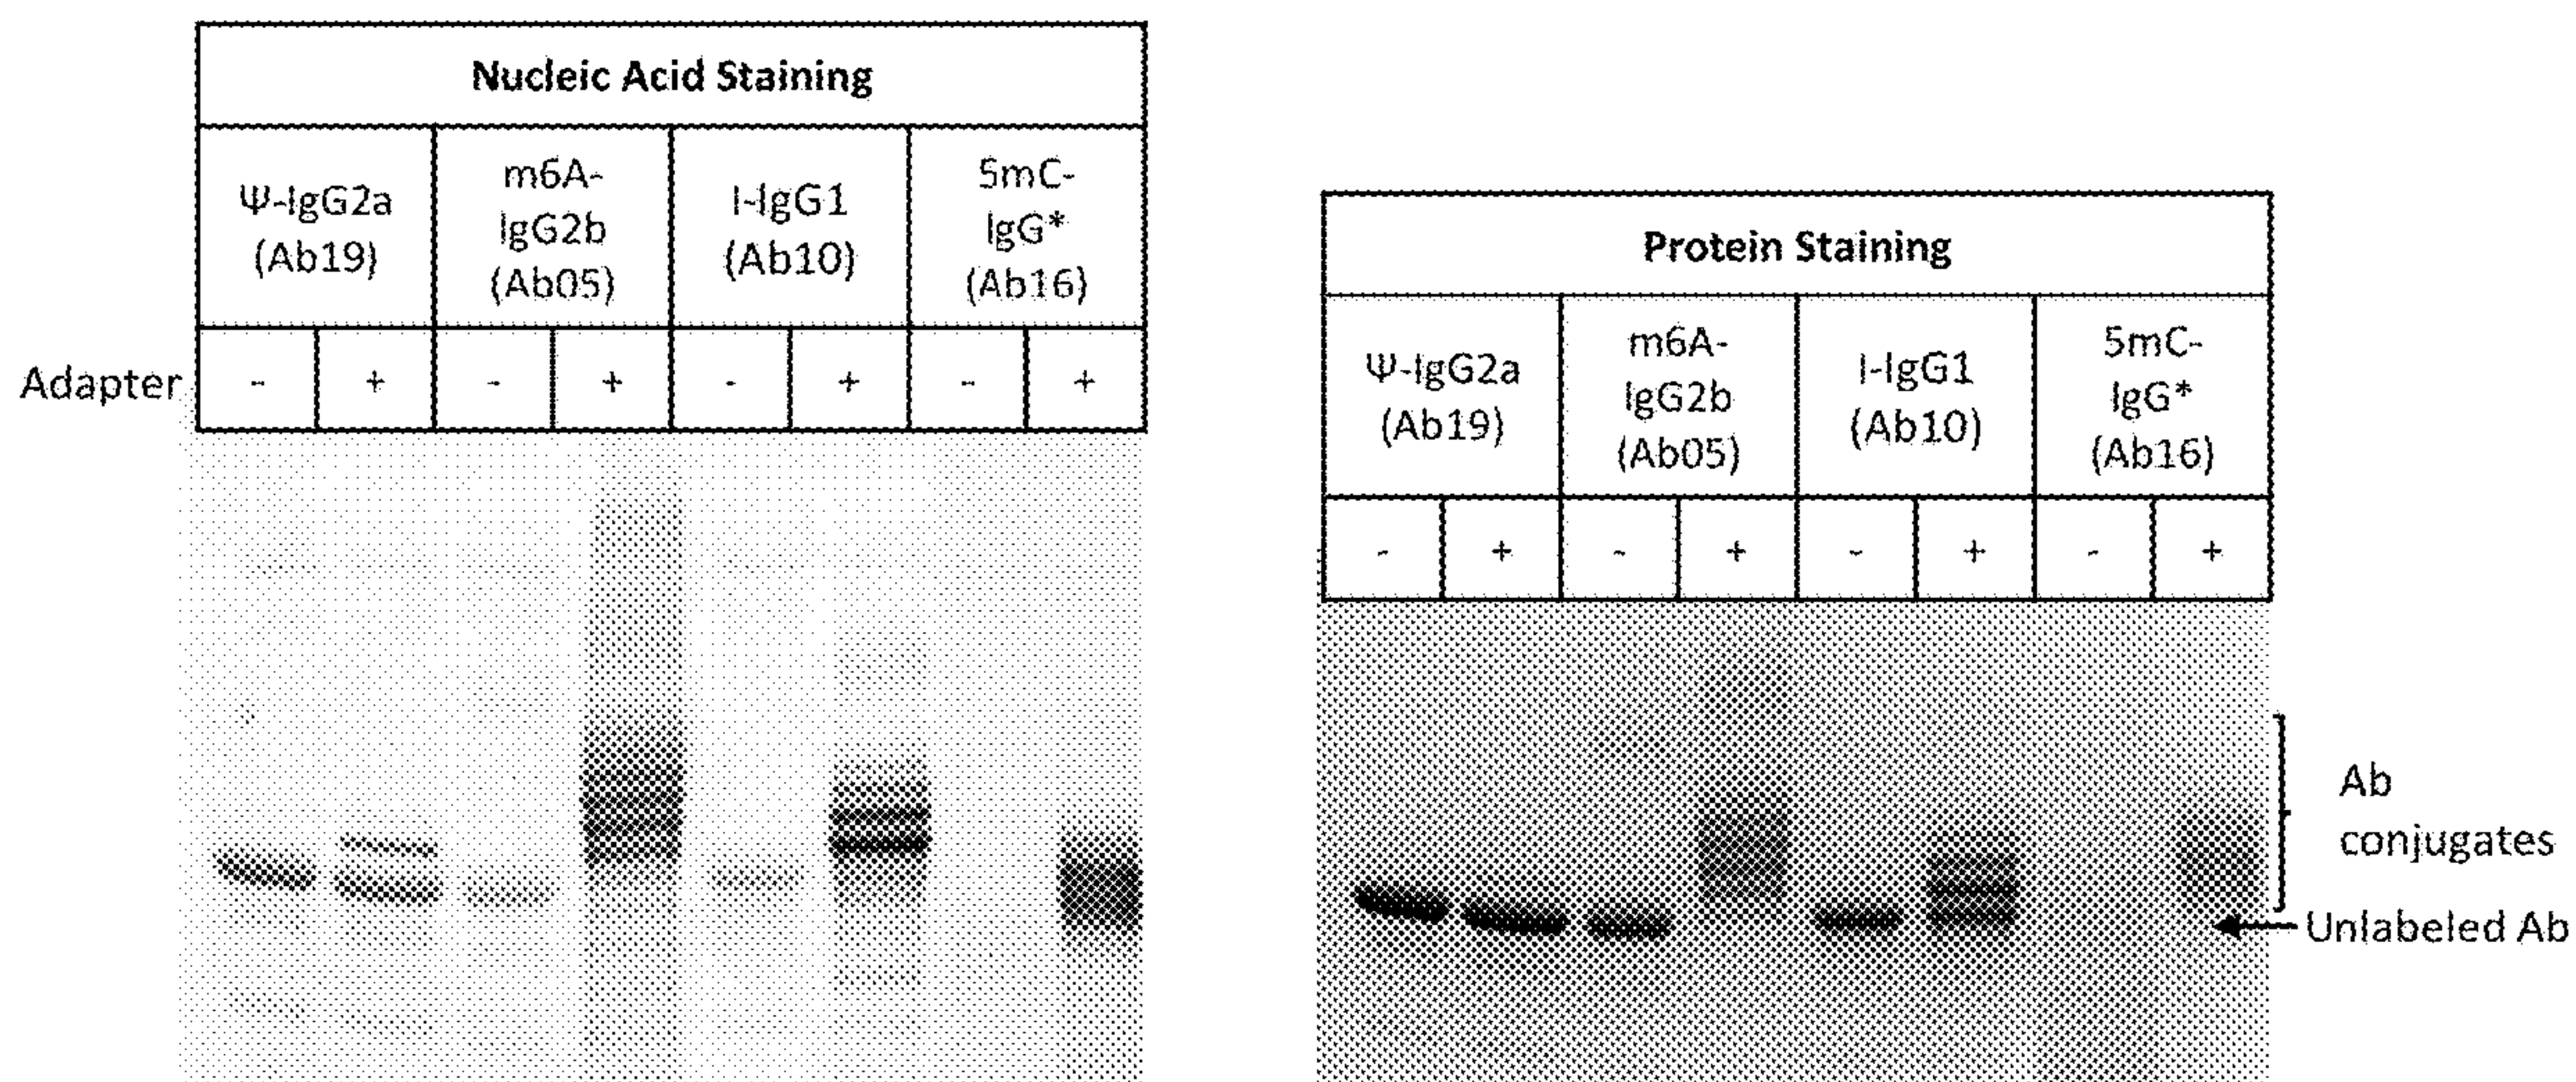 Nucleic Acid Staining
Ψ-IgG2a
(Ab19)
m6A-
IgG2b
(Ab05)
I-IgG1
(Ab10)
5mC-
IgG*
(Ab16)
Adapter - + - + - + - +
Protein Staining
Ψ-IgG2a
(Ab19)
m6A-
IgG2b
(Ab05)
I-IgG1
(Ab10)
5mC-
IgG*
(Ab16)
- + - + - + - +
Ab
conjugates
Unlabeled Ab